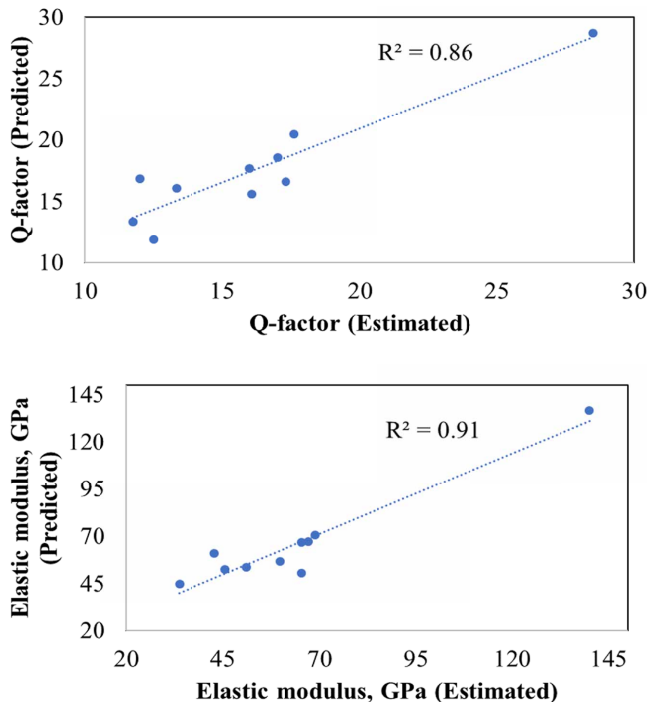 30
25
20
15
10
Q-factor (Predicted)
R² = 0.86
10 15 20 25 30
Q-factor (Estimated)
145
120
95
70
45
20
Elastic modulus, GPa
(Predicted)
R² = 0.91
20 45 70 95 120 145
Elastic modulus, GPa (Estimated)